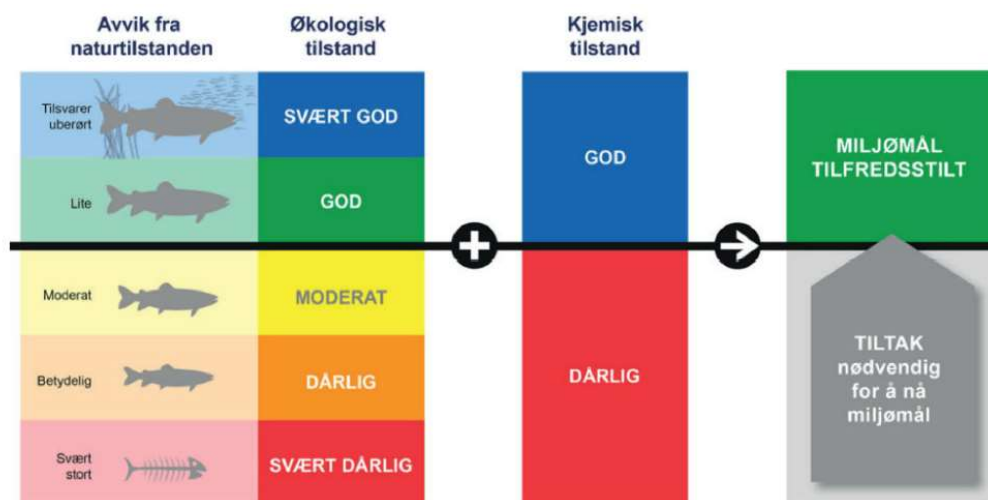 Avvik fra
naturtilstanden
Økologisk
tilstand
Kjemisk
tilstand
Tilsvarer
uberørt
SVÆRT GOD
Lite
GOD
Moderat
MODERAT
Betydelig
DÅRLIG
Svært
stort
SVÆRT DÅRLIG
GOD
DÅRLIG
MILJØMÅL
TILFREDSSTILT
TILTAK
nødvendig
for å nå
miljømål